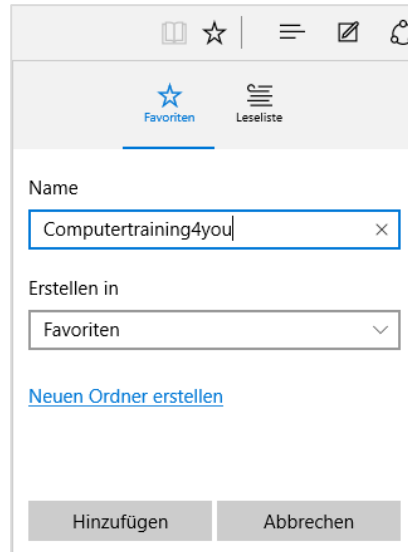 Favoriten
Leseliste
Name
Computertraining4you
Erstellen in
Favoriten
Neuen Ordner erstellen
Hinzufügen
Abbrechen